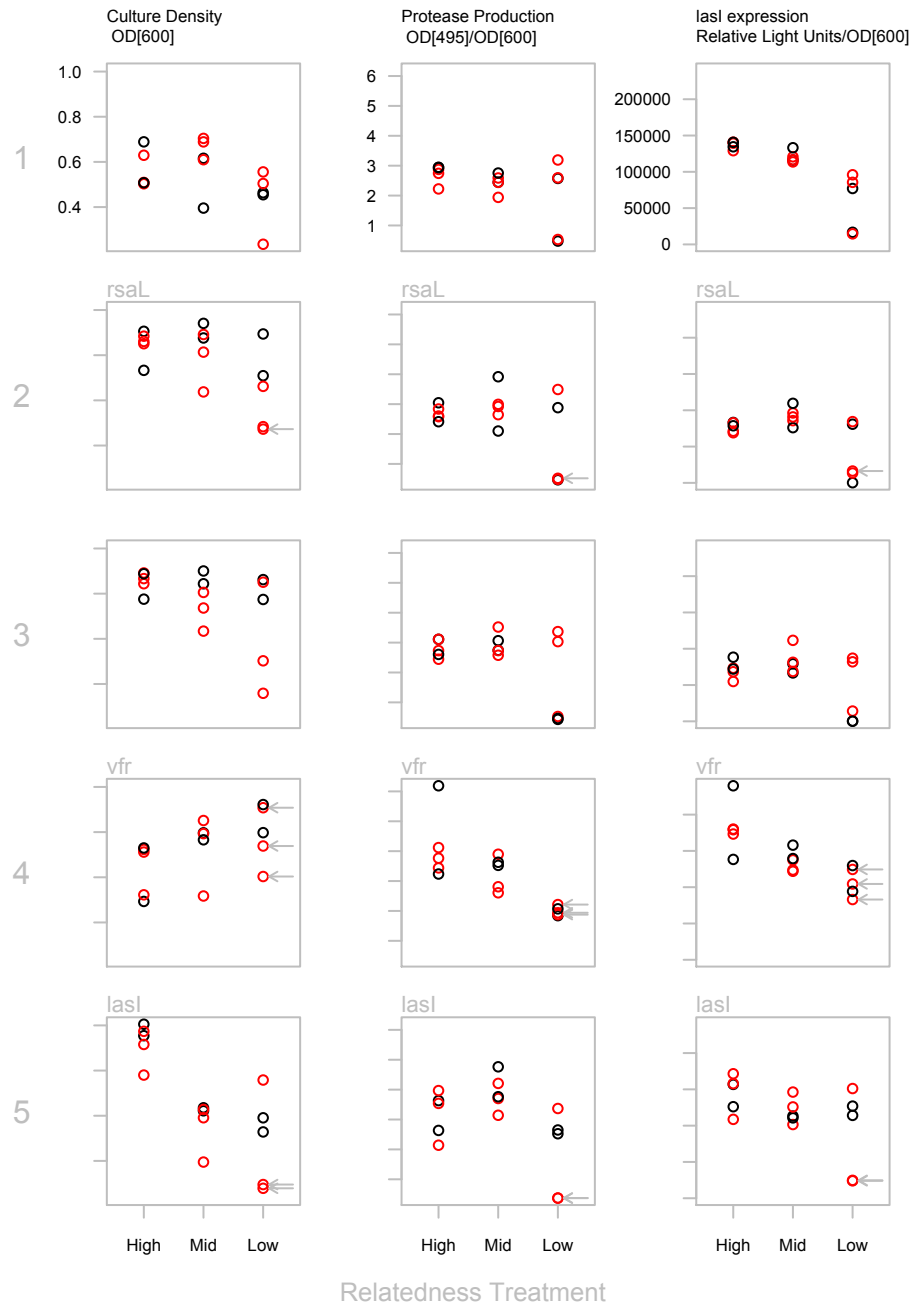 Culture Density
OD[600]
Protease Production
OD[495]/OD[600]
lasI expression
Relative Light Units/OD[600]
1
1.0
0.8
0.6
0.4
6
5
4
3
2
1
200000
150000
100000
50000
0
rsaL
rsaL
rsaL
2
3
vfr
vfr
vfr
4
lasI
lasI
lasI
5
High
Mid
Low
High
Mid
Low
High
Mid
Low
Relatedness Treatment